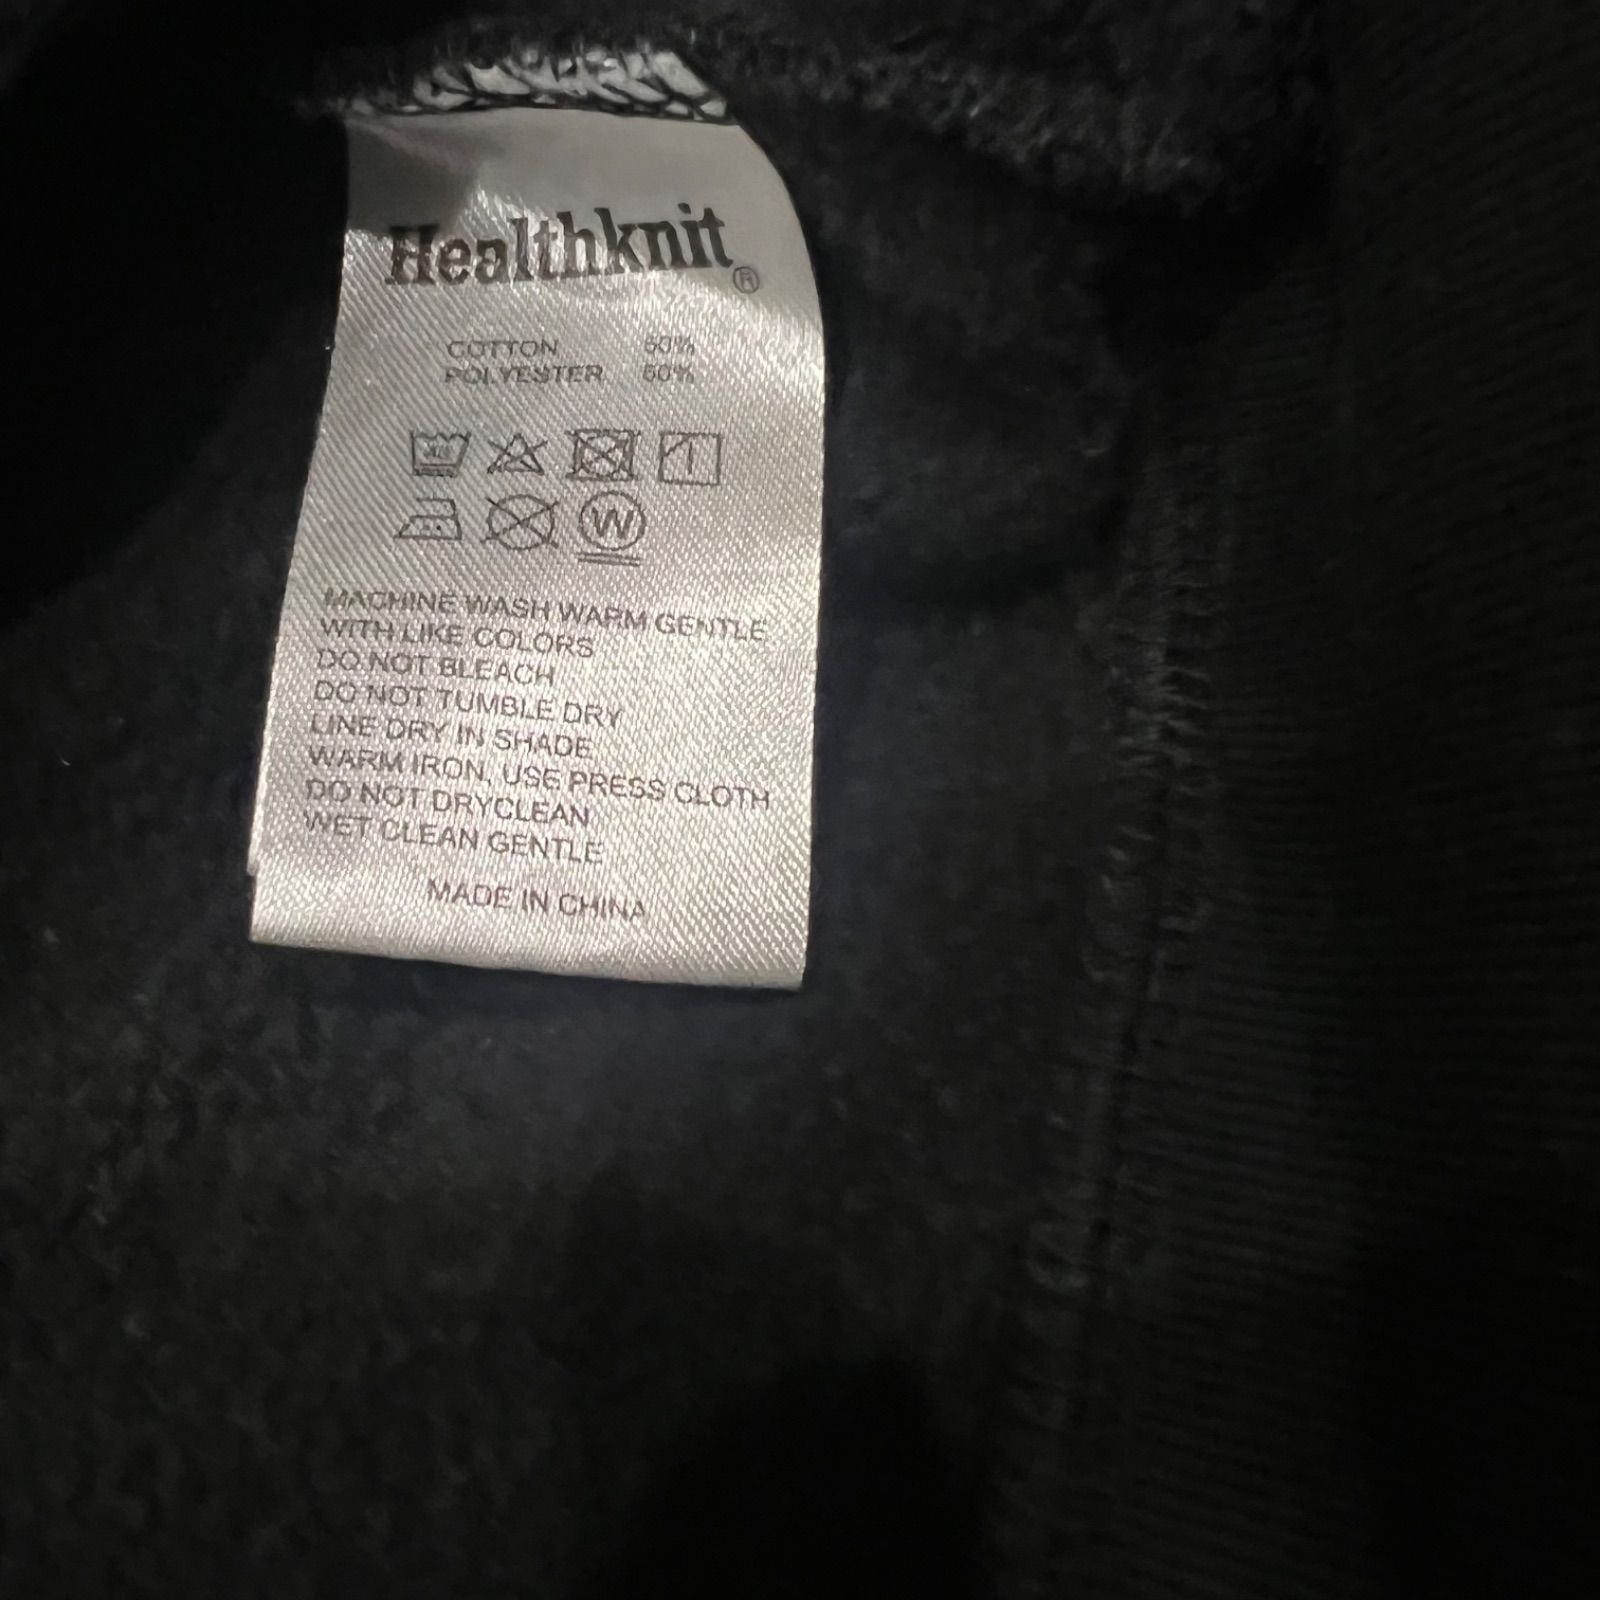 Healthknit®
COTTON 50%
POLYESTER 50%
W
MACHINE WASH WARM GENTLE
WITH LIKE COLORS
DO NOT BLEACH
DO NOT TUMBLE DRY
LINE DRY IN SHADE
WARM IRON, USE PRESS CLOTH
DO NOT DRYCLEAN
WET CLEAN GENTLE
MADE IN CHINA